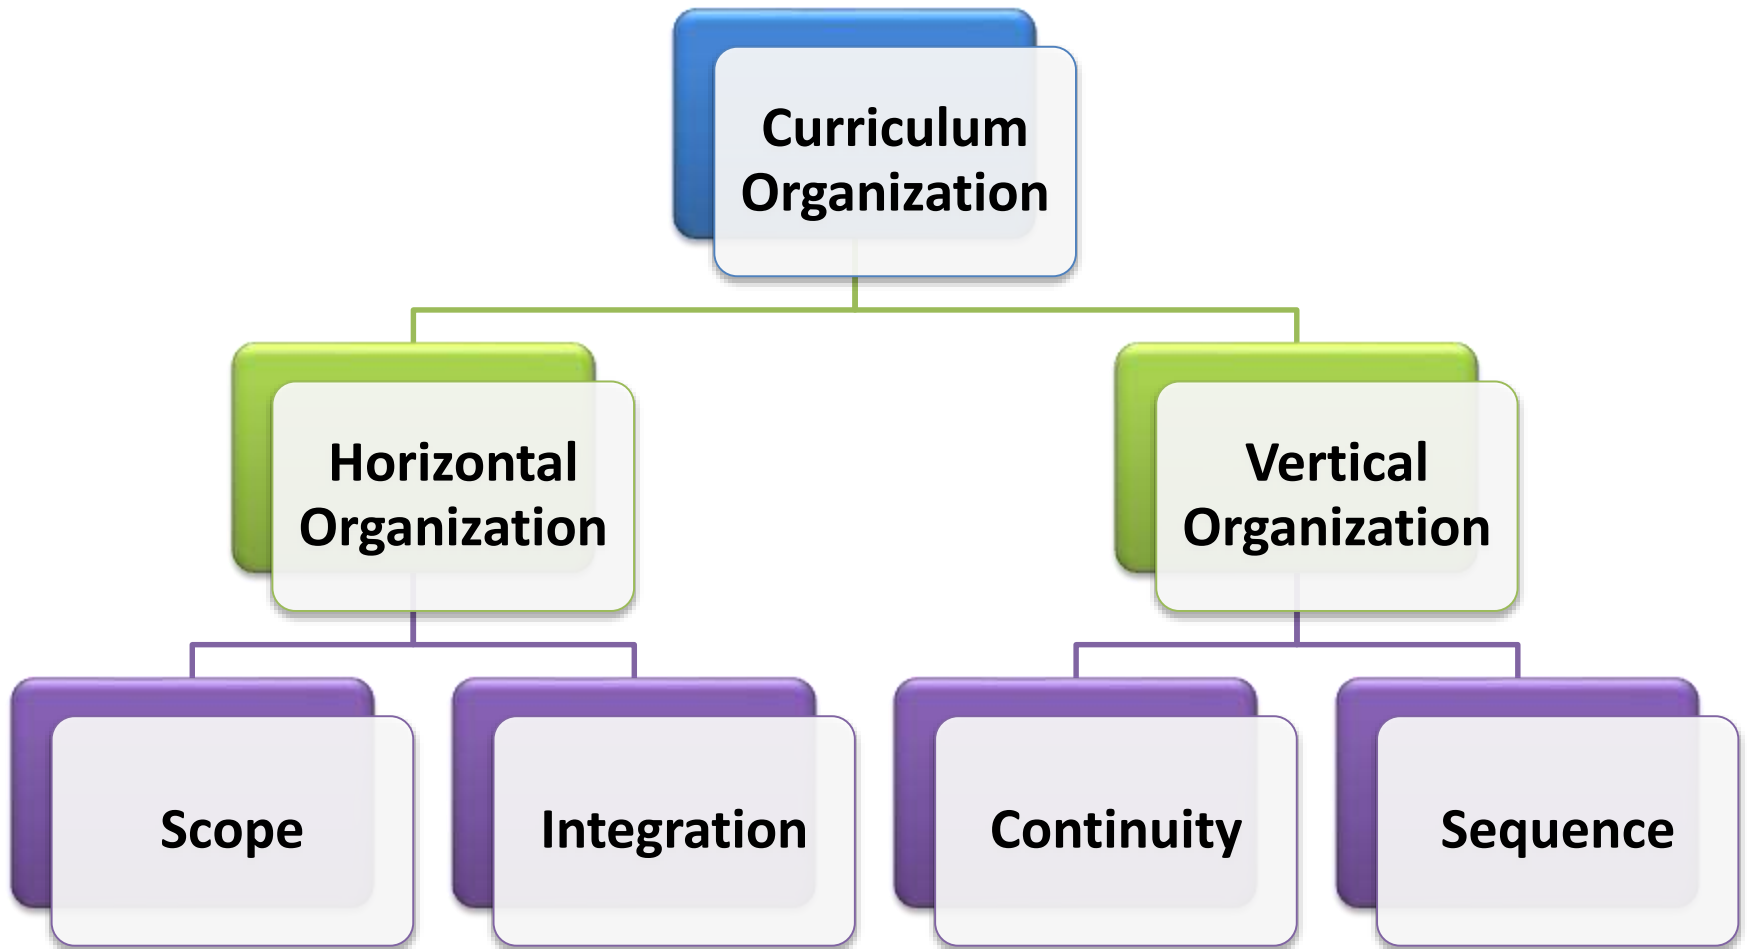 Curriculum
Organization
Horizontal
Organization
Vertical
Organization
Scope
Integration
Continuity
Sequence